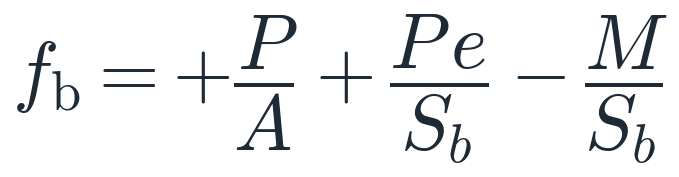 f_b = +P/A + Pe/S_b − M/S_b